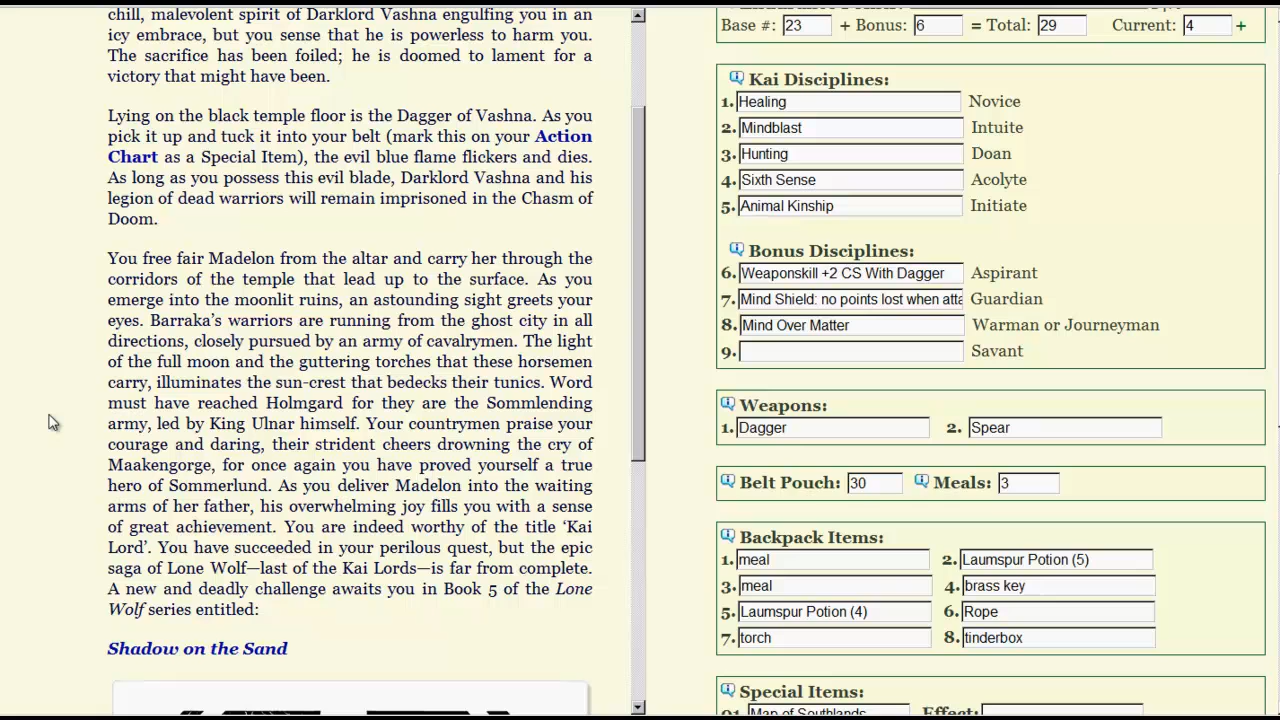 chill, malevolent spirit of Darklord Vashna engulfing you in an
icy embrace, but you sense that he is powerless to harm you.
The sacrifice has been foiled; he is doomed to lament for a
victory that might have been.
Lying on the black temple floor is the Dagger of Vashna. As you
pick it up and tuck it into your belt (mark this on your Action
Chart as a Special Item), the evil blue flame flickers and dies.
As long as you possess this evil blade, Darklord Vashna and his
legion of dead warriors will remain imprisoned in the Chasm of
Doom.
You free fair Madelon from the altar and carry her through the
corridors of the temple that lead up to the surface. As you
emerge into the moonlit ruins, an astounding sight greets your
eyes. Barraka’s warriors are running from the ghost city in all
directions, closely pursued by an army of cavalrymen. The light
of the full moon and the guttering torches that these horsemen
carry, illuminates the sun-crest that bedecks their tunics. Word
must have reached Holmgard for they are the Sommlending
army, led by King Ulnar himself. Your countrymen praise your
courage and daring, their strident cheers drowning the cry of
Maakengorge, for once again you have proved yourself a true
hero of Sommerlund. As you deliver Madelon into the waiting
arms of her father, his overwhelming joy fills you with a sense
of great achievement. You are indeed worthy of the title ‘Kai
Lord’. You have succeeded in your perilous quest, but the epic
saga of Lone Wolf—last of the Kai Lords—is far from complete.
A new and deadly challenge awaits you in Book 5 of the Lone
Wolf series entitled:
Shadow on the Sand
Base #: 23 + Bonus: 6 = Total: 29 Current: 4 +
Kai Disciplines:
1. Healing Novice
2. Mindblast Intuite
3. Hunting Doan
4. Sixth Sense Acolyte
5. Animal Kinship Initiate
Bonus Disciplines:
6. Weaponskill +2 CS With Dagger Aspirant
7. Mind Shield: no points lost when atta Guardian
8. Mind Over Matter Warman or Journeyman
9. Savant
Weapons:
1. Dagger 2. Spear
Belt Pouch: 30 Meals: 3
Backpack Items:
1. meal 2. Laumspur Potion (5)
3. meal 4. brass key
5. Laumspur Potion (4) 6. Rope
7. torch 8. tinderbox
Special Items:
01. Map of Southlands Effect: